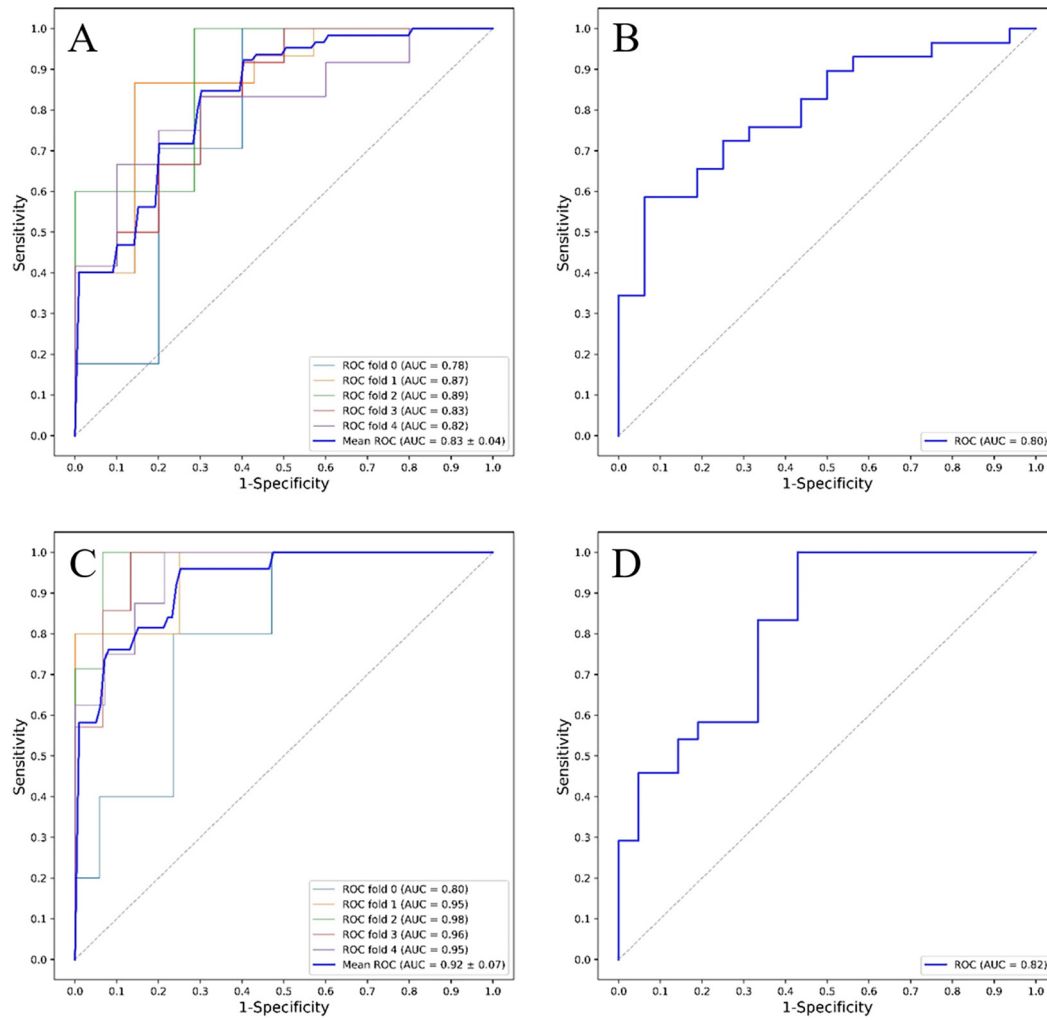 A
1.0
0.9
0.8
0.7
0.6
0.5
0.4
0.3
0.2
0.1
0.0
Sensitivity
0.0 0.1 0.2 0.3 0.4 0.5 0.6 0.7 0.8 0.9 1.0
1-Specificity
ROC fold 0 (AUC = 0.78)
ROC fold 1 (AUC = 0.87)
ROC fold 2 (AUC = 0.89)
ROC fold 3 (AUC = 0.83)
ROC fold 4 (AUC = 0.82)
Mean ROC (AUC = 0.83 ± 0.04)
B
1.0
0.9
0.8
0.7
0.6
0.5
0.4
0.3
0.2
0.1
0.0
Sensitivity
0.0 0.1 0.2 0.3 0.4 0.5 0.6 0.7 0.8 0.9 1.0
1-Specificity
ROC (AUC = 0.80)
C
1.0
0.9
0.8
0.7
0.6
0.5
0.4
0.3
0.2
0.1
0.0
Sensitivity
0.0 0.1 0.2 0.3 0.4 0.5 0.6 0.7 0.8 0.9 1.0
1-Specificity
ROC fold 0 (AUC = 0.80)
ROC fold 1 (AUC = 0.95)
ROC fold 2 (AUC = 0.98)
ROC fold 3 (AUC = 0.96)
ROC fold 4 (AUC = 0.95)
Mean ROC (AUC = 0.92 ± 0.07)
D
1.0
0.9
0.8
0.7
0.6
0.5
0.4
0.3
0.2
0.1
0.0
Sensitivity
0.0 0.1 0.2 0.3 0.4 0.5 0.6 0.7 0.8 0.9 1.0
1-Specificity
ROC (AUC = 0.82)